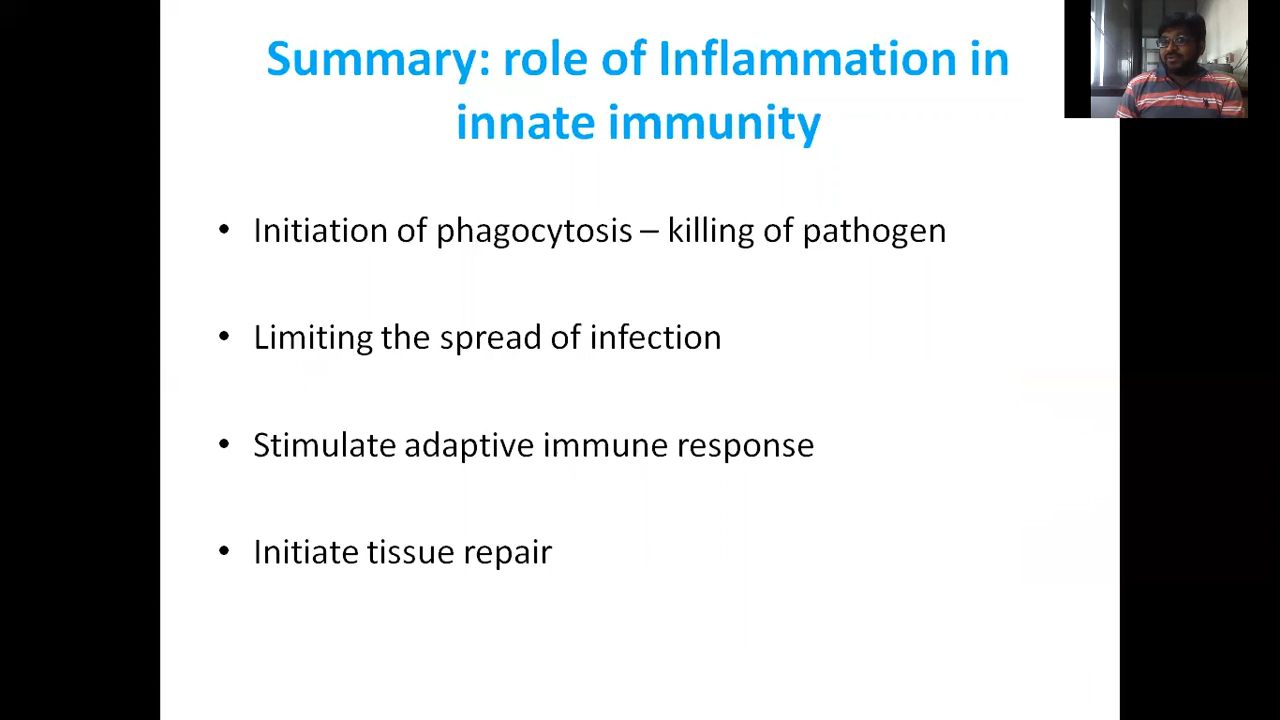 Summary: role of Inflammation in
innate immunity
• Initiation of phagocytosis – killing of pathogen
• Limiting the spread of infection
• Stimulate adaptive immune response
• Initiate tissue repair